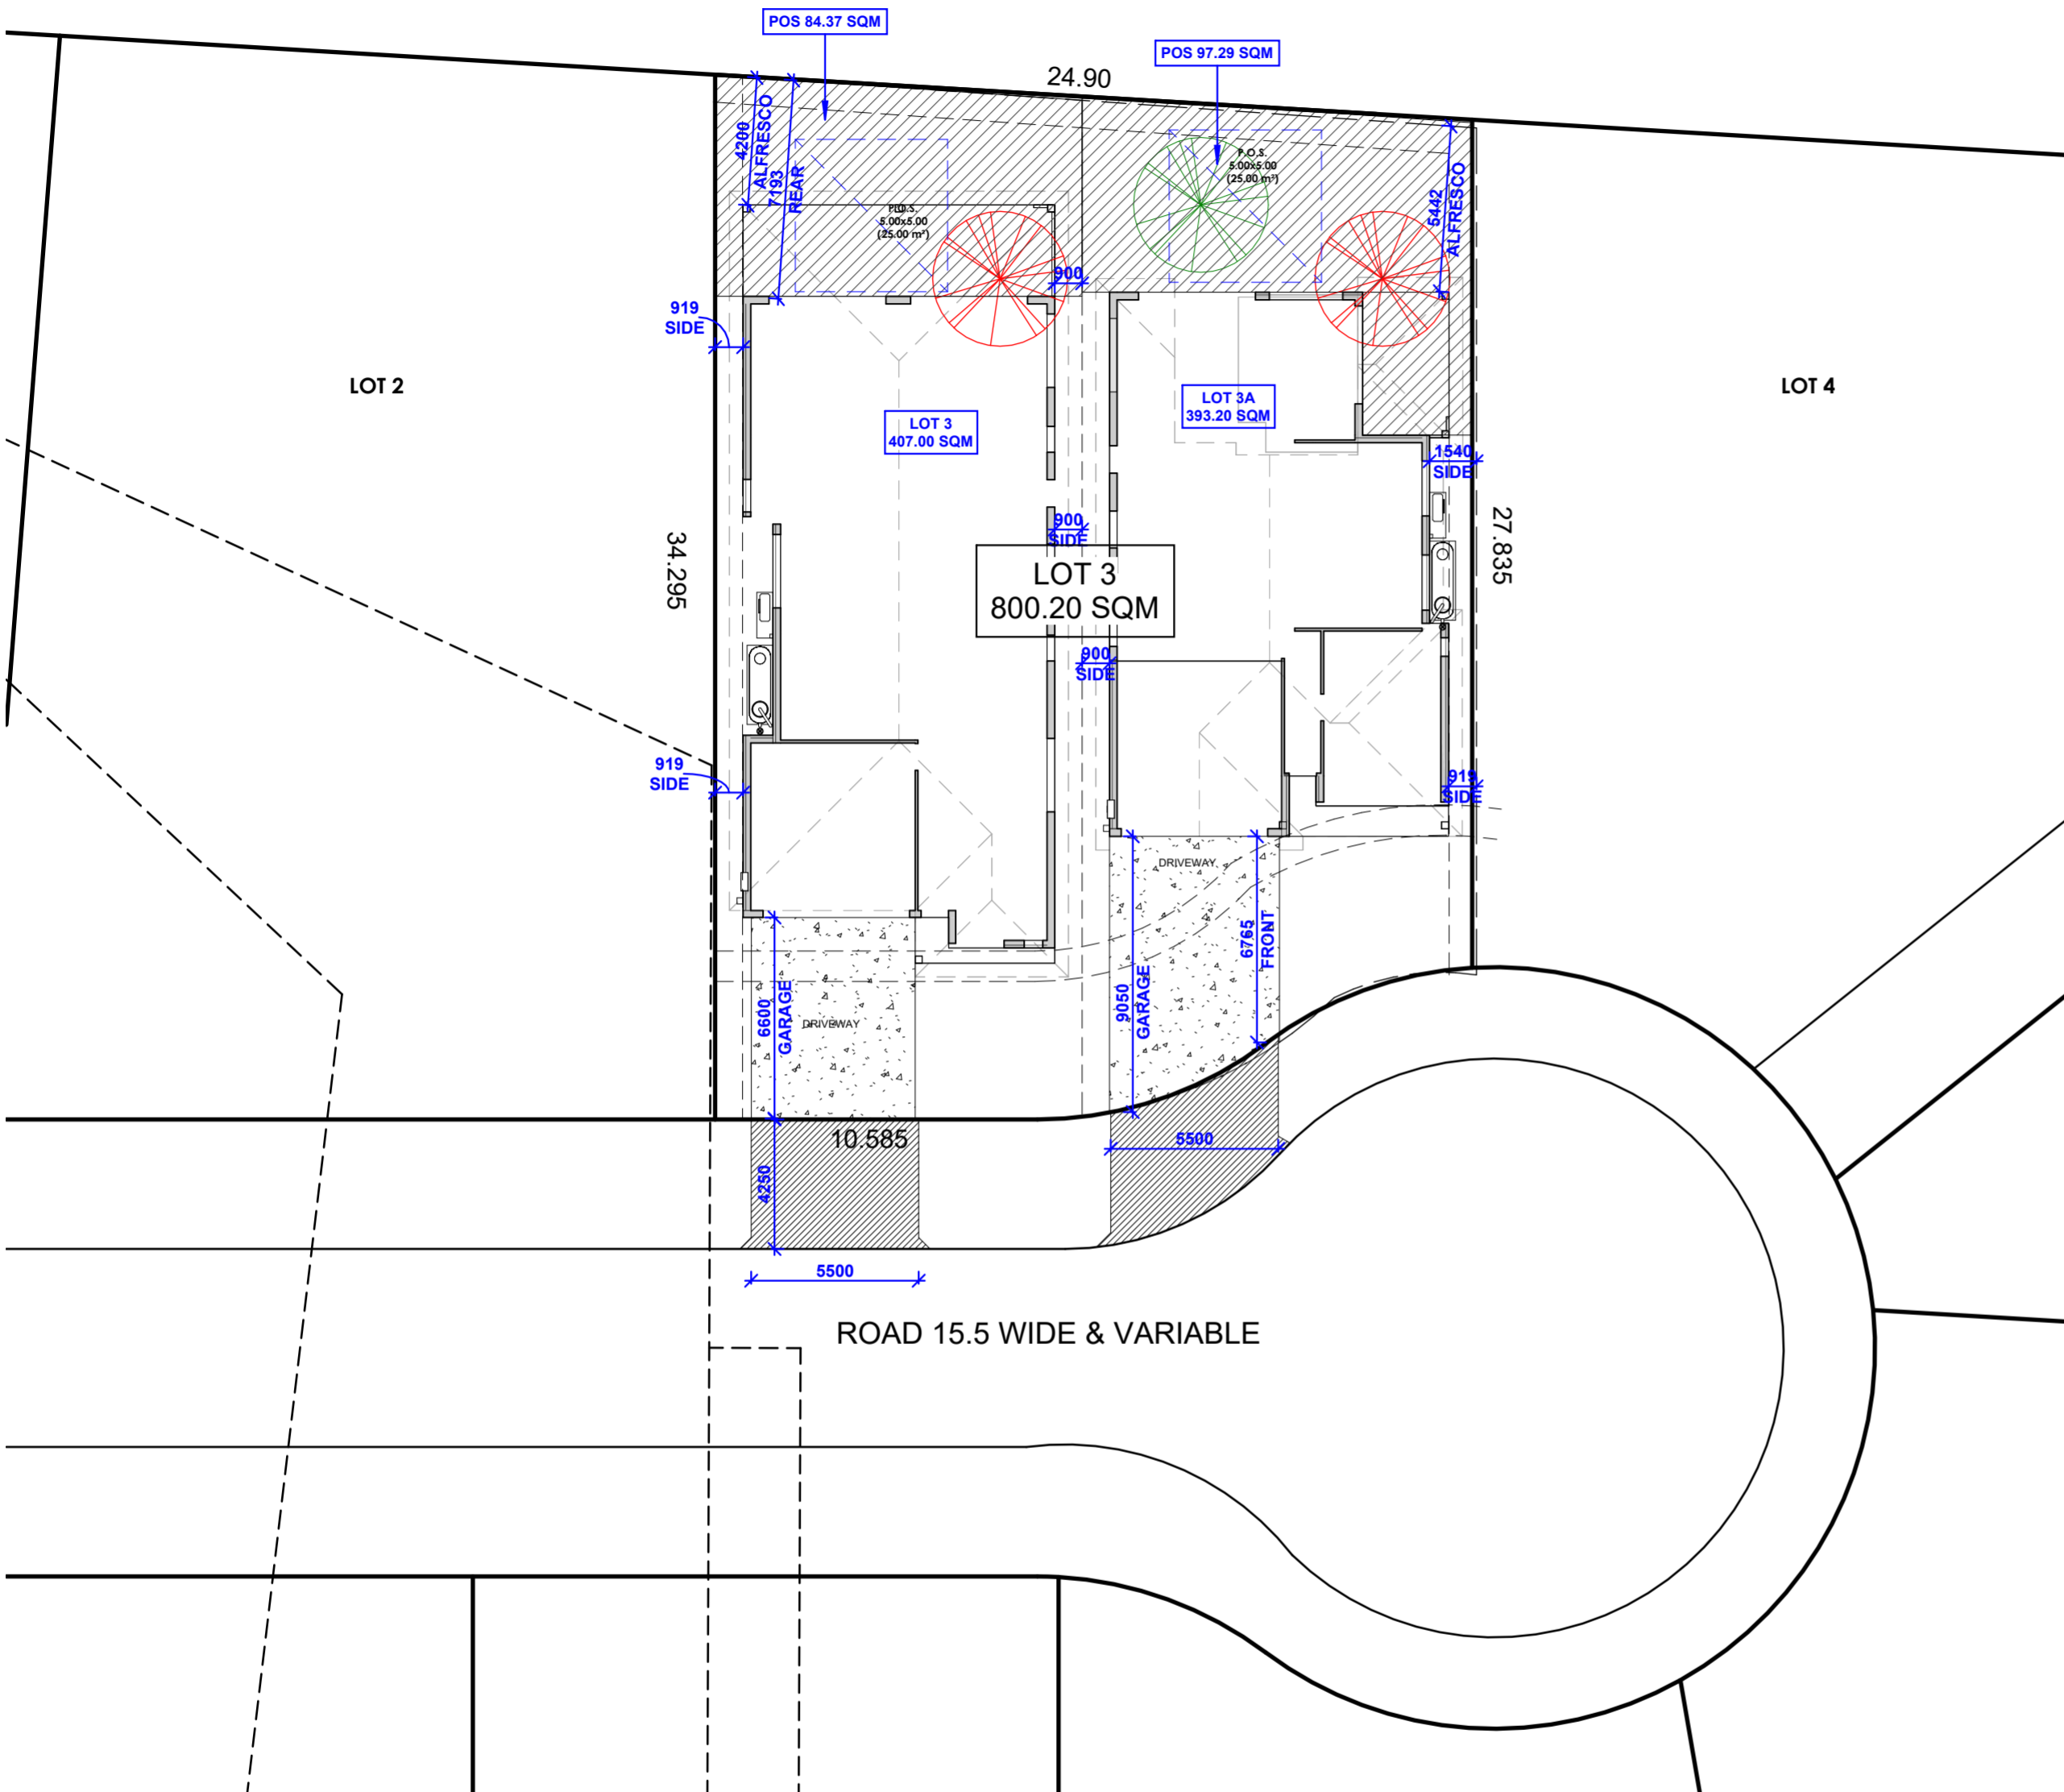 POS 84.37 SQM
POS 97.29 SQM
24.90
4200
ALFRESCO
7193
REAR
P.O.S.
5.00x5.00
(25.00 m²)
P.O.S.
5.00x5.00
(25.00 m²)
5442
ALFRESCO
900
919
SIDE
LOT 2
LOT 3
407.00 SQM
LOT 3A
393.20 SQM
LOT 4
1540
SIDE
900
SIDE
34.295
LOT 3
800.20 SQM
27.835
900
SIDE
919
SIDE
919
SIDE
DRIVEWAY
6765
FRONT
9050
GARAGE
6600
GARAGE
DRIVEWAY
10.585
5500
4250
5500
ROAD 15.5 WIDE & VARIABLE